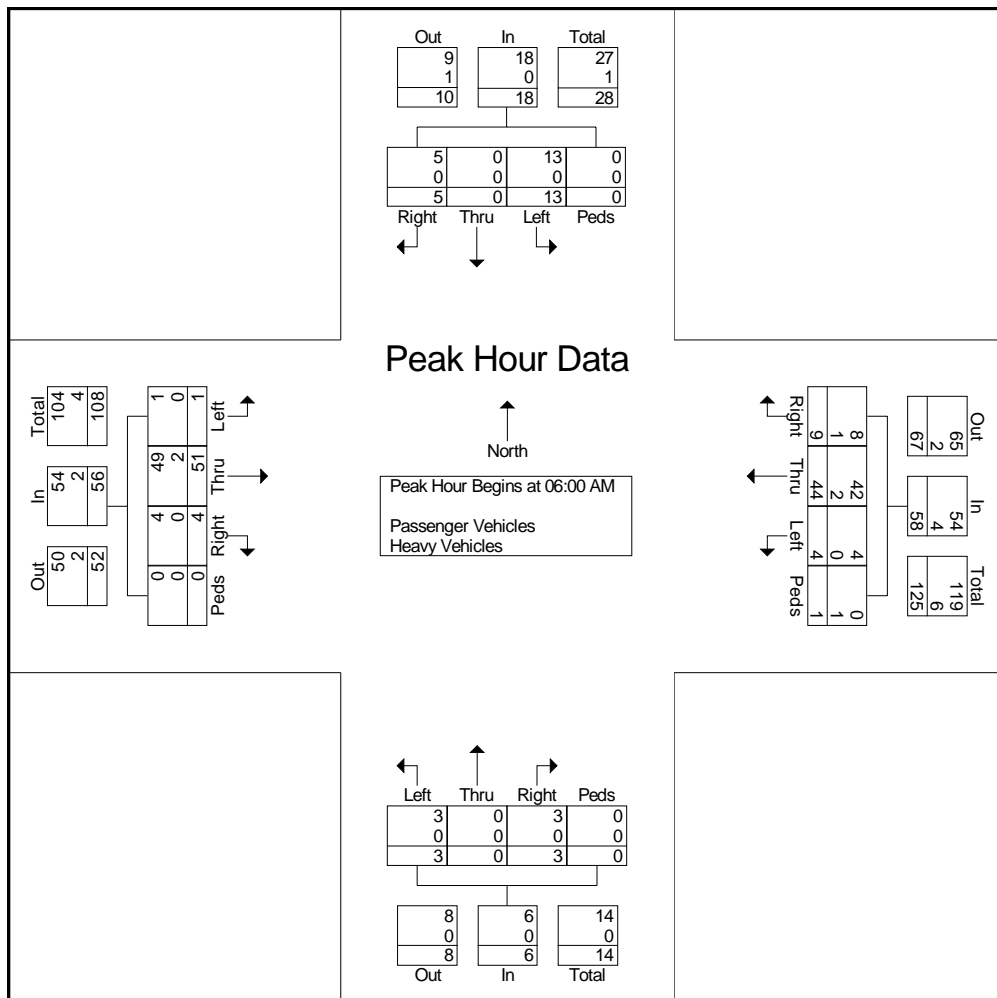 Out In Total
9 18 27
1 0 1
10 18 28
5 0 13 0
0 0 0 0
5 0 13 0
Right Thru Left Peds
Peak Hour Data
North
Peak Hour Begins at 06:00 AM
Passenger Vehicles
Heavy Vehicles
Total
104
4
108
In
54
2
56
Out
50
2
52
1
0
1
Left
49
2
51
Thru
4
0
4
Right
0
0
0
Peds
Right
9
1
8
Thru
44
2
42
Left
4
0
4
Peds
1
1
0
Out
65
2
67
In
54
4
58
Total
119
6
125
Left Thru Right Peds
3 0 3 0
0 0 0 0
3 0 3 0
8 6 14
0 0 0
8 6 14
Out In Total